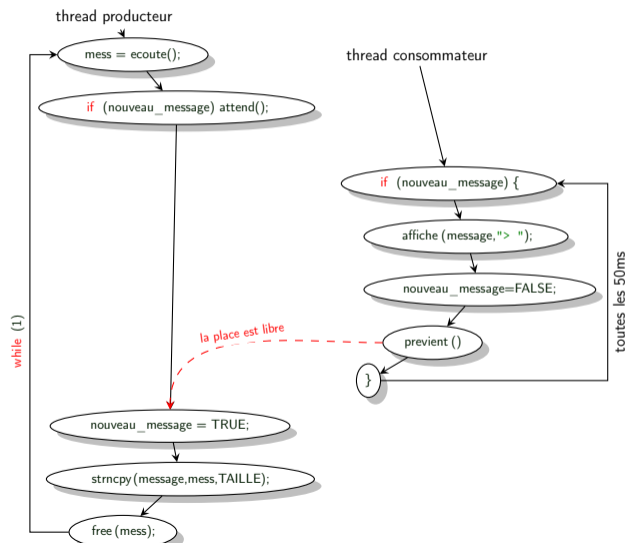 thread producteur
mess = ecoute();
if (nouveau_message) attend();
nouveau_message = TRUE;
strncpy(message,mess,TAILLE);
free(mess);
while (1)
la place est libre
thread consommateur
if (nouveau_message) {
affiche(message,"> ");
nouveau_message=FALSE;
previent()
}
toutes les 50ms